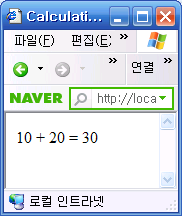 Calculati...
파일(F) 편집(E) »
» 연결
NAVER http://loca
10 + 20 = 30
로컬 인트라넷